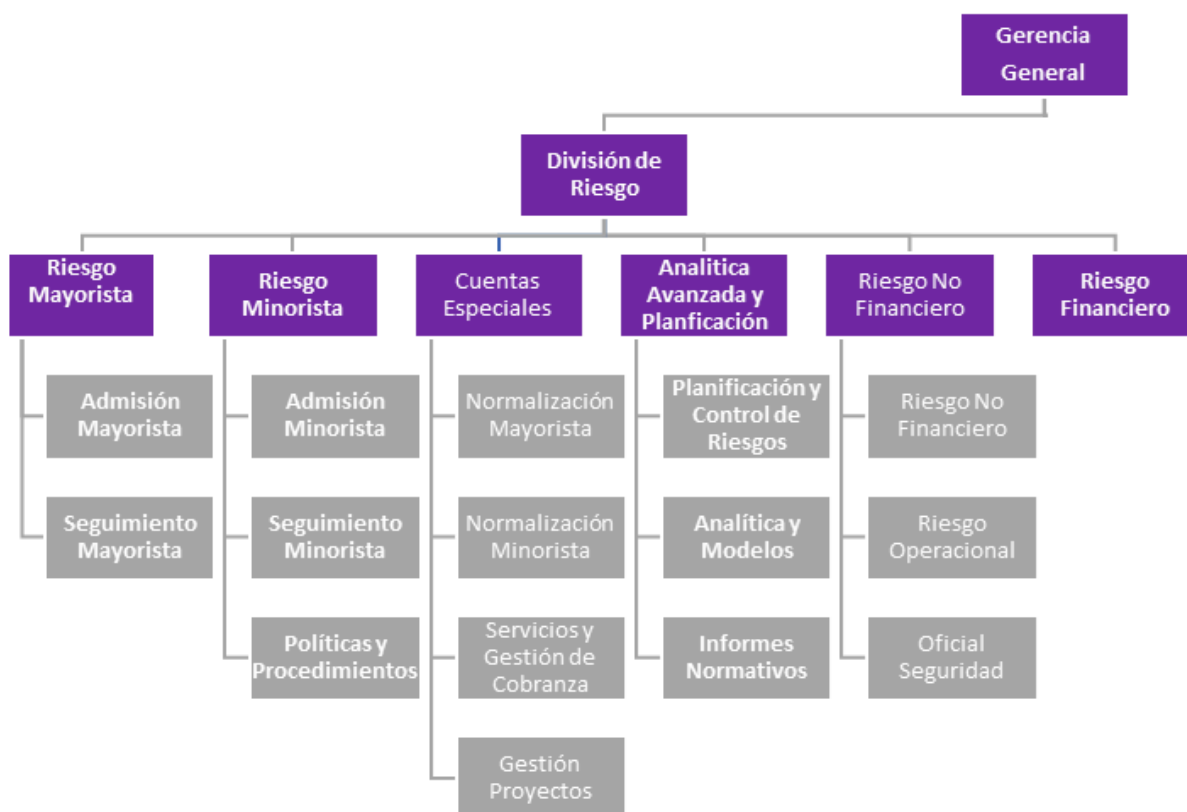 Gerencia
General
División de
Riesgo
Riesgo
Mayorista
Riesgo
Minorista
Cuentas
Especiales
Analitica
Avanzada y
Planficación
Riesgo No
Financiero
Riesgo
Financiero
Admisión
Mayorista
Admisión
Minorista
Normalización
Mayorista
Planificación y
Control de
Riesgos
Riesgo No
Financiero
Seguimiento
Mayorista
Seguimiento
Minorista
Normalización
Minorista
Analítica y
Modelos
Riesgo
Operacional
Políticas y
Procedimientos
Servicios y
Gestión de
Cobranza
Informes
Normativos
Oficial
Seguridad
Gestión
Proyectos